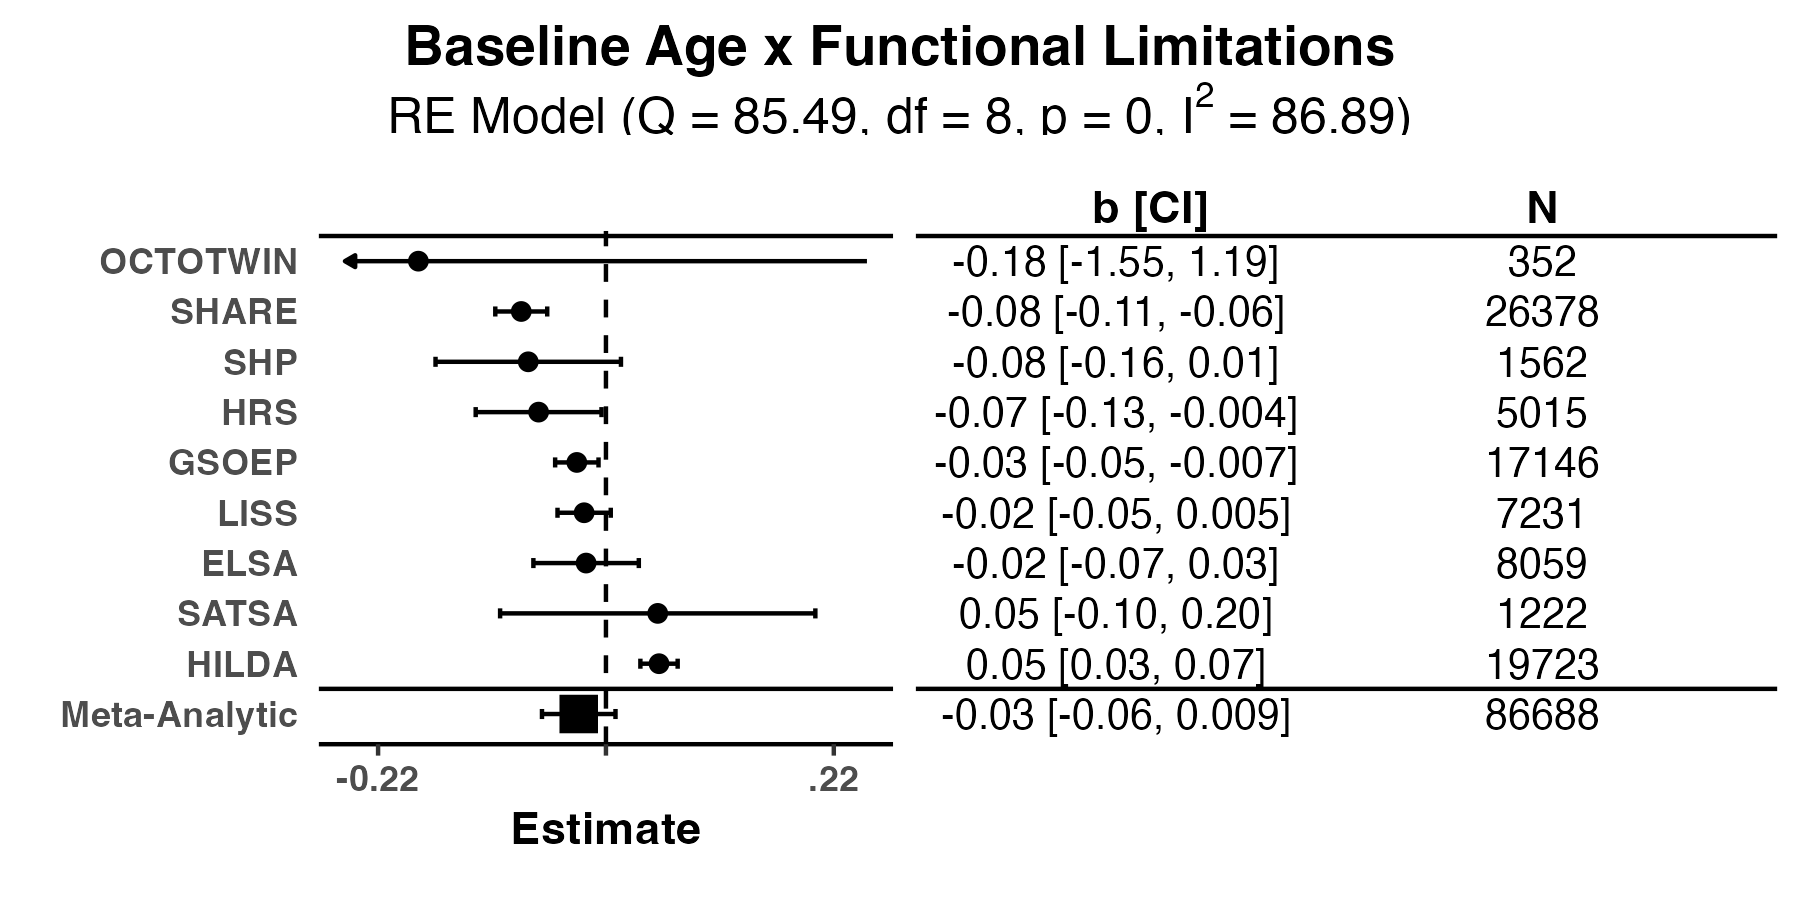 Baseline Age x Functional Limitations
RE Model (Q = 85.49, df = 8, p = 0, I² = 86.89)
b [CI] N
OCTOTWIN -0.18 [-1.55, 1.19] 352
SHARE -0.08 [-0.11, -0.06] 26378
SHP -0.08 [-0.16, 0.01] 1562
HRS -0.07 [-0.13, -0.004] 5015
GSOEP -0.03 [-0.05, -0.007] 17146
LISS -0.02 [-0.05, 0.005] 7231
ELSA -0.02 [-0.07, 0.03] 8059
SATSA 0.05 [-0.10, 0.20] 1222
HILDA 0.05 [0.03, 0.07] 19723
Meta-Analytic -0.03 [-0.06, 0.009] 86688
-0.22 .22
Estimate